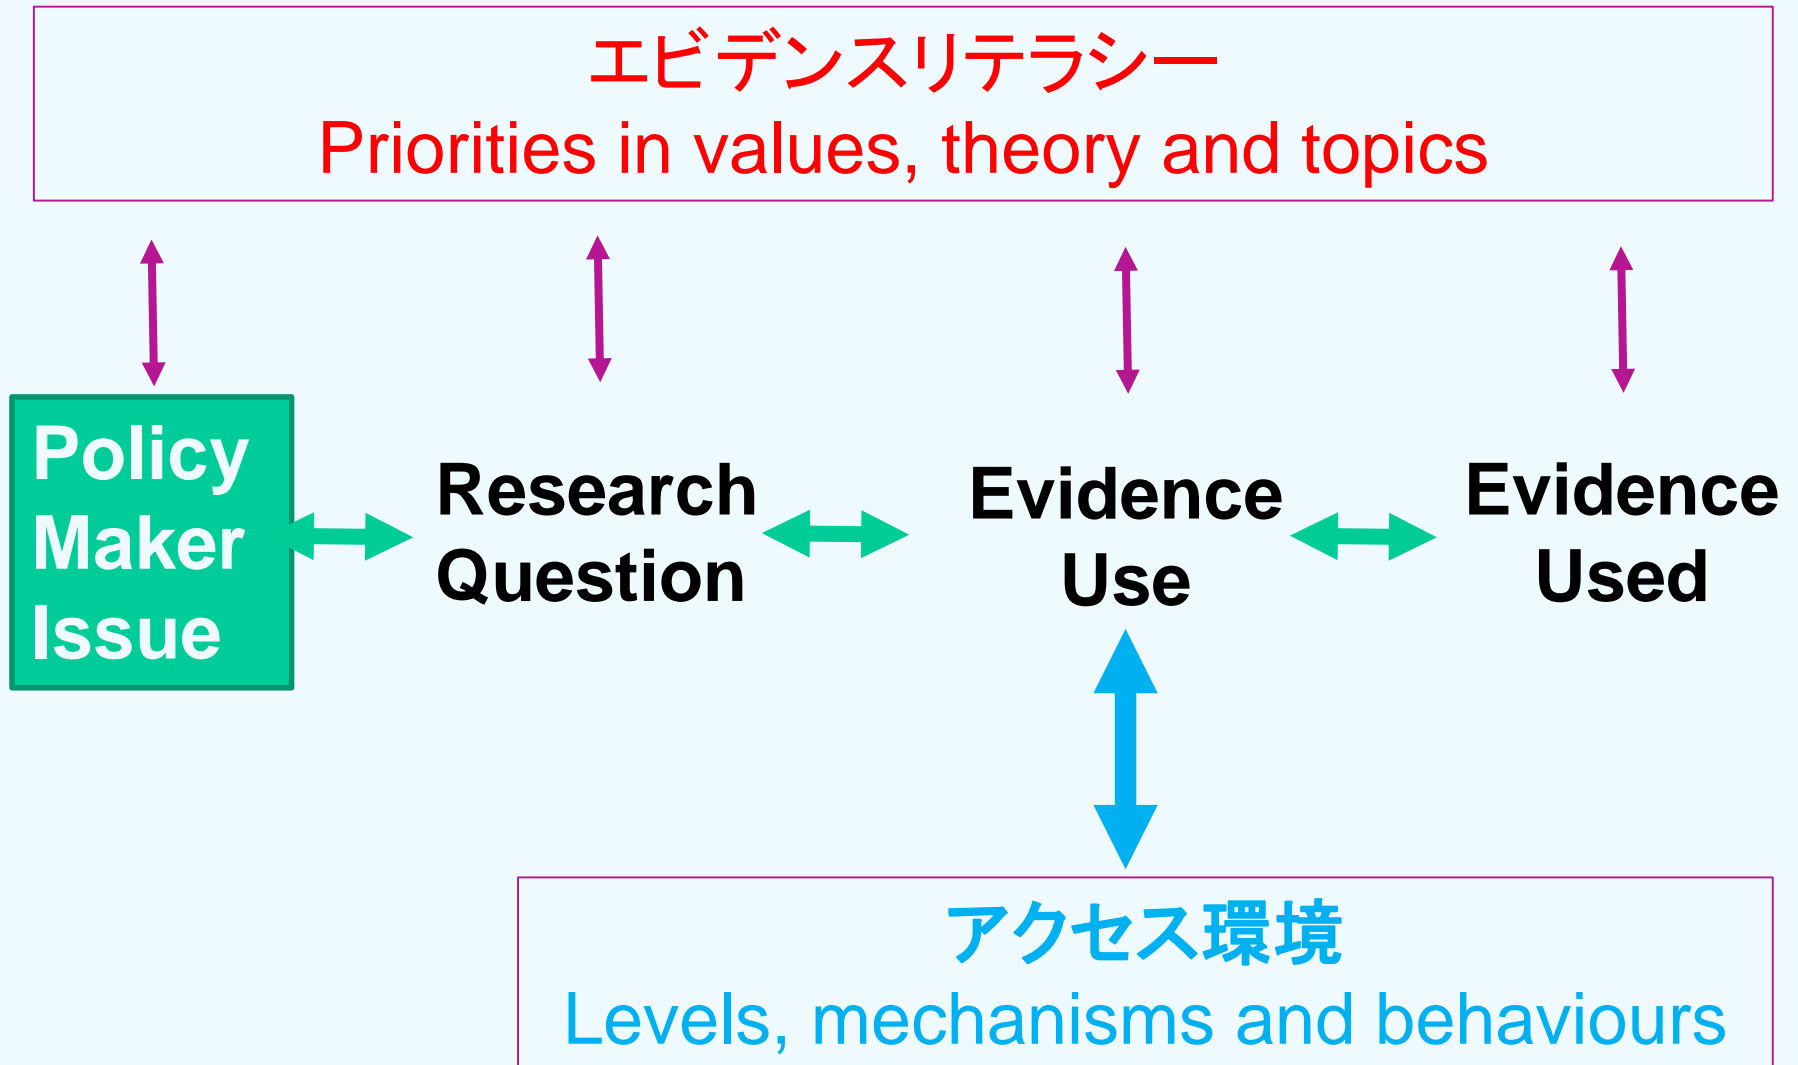 エビデンスリテラシー
Priorities in values, theory and topics
Policy
Maker
Issue
Research
Question
Evidence
Use
Evidence
Used
アクセス環境
Levels, mechanisms and behaviours